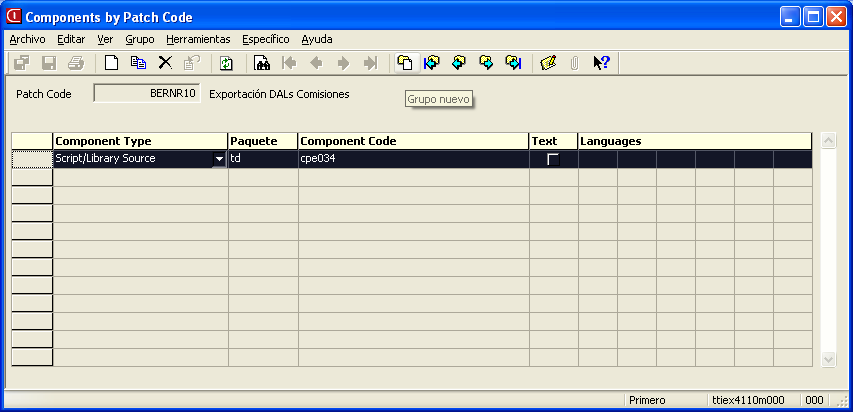 Components by Patch Code
Archivo Editar Ver Grupo Herramientas Específico Ayuda
Patch Code BERNR10 Exportación DALs Comisiones
Grupo nuevo
Component Type Paquete Component Code Text Languages
Script/Library Source td cpe034
Primero ttiex4110m000 000